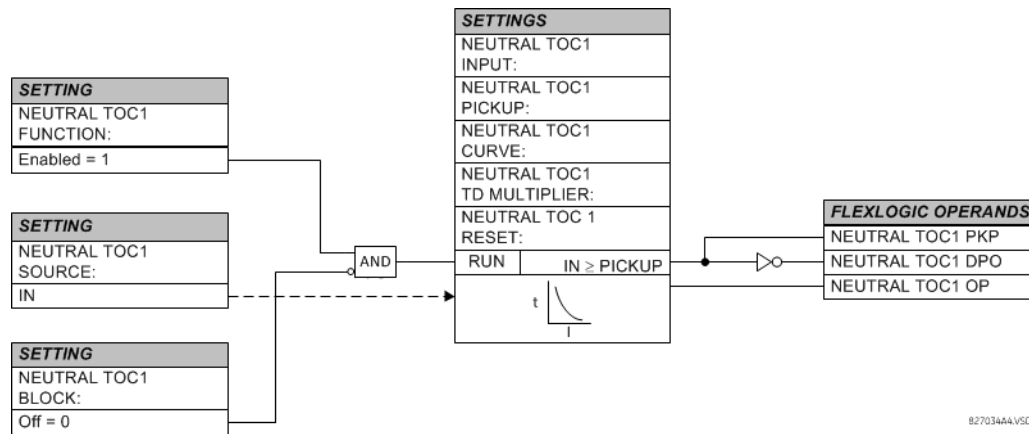 SETTING
NEUTRAL TOC1
FUNCTION:
Enabled = 1
SETTING
NEUTRAL TOC1
SOURCE:
IN
SETTING
NEUTRAL TOC1
BLOCK:
Off = 0
AND
SETTINGS
NEUTRAL TOC1
INPUT:
NEUTRAL TOC1
PICKUP:
NEUTRAL TOC1
CURVE:
NEUTRAL TOC1
TD MULTIPLIER:
NEUTRAL TOC 1
RESET:
RUN IN ≥ PICKUP
t
I
FLEXLOGIC OPERANDS
NEUTRAL TOC1 PKP
NEUTRAL TOC1 DPO
NEUTRAL TOC1 OP
827034A4.VSD